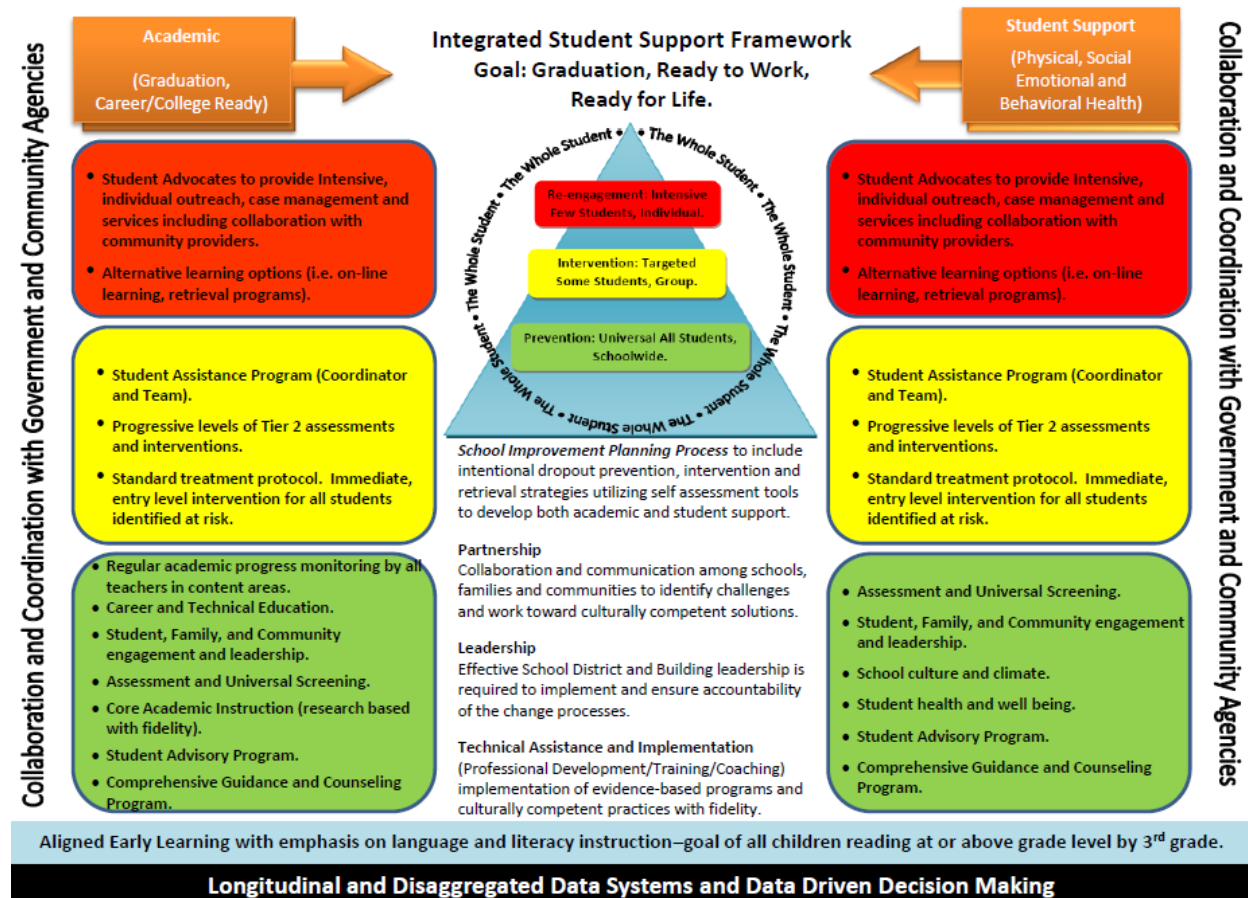 Collaboration and Coordination with Government and Community Agencies
Academic
(Graduation,
Career/College Ready)
Integrated Student Support Framework
Goal: Graduation, Ready to Work,
Ready for Life.
Student Support
(Physical, Social
Emotional and
Behavioral Health)
• Student Advocates to provide Intensive,
individual outreach, case management and
services including collaboration with
community providers.
• Alternative learning options (i.e. on-line
learning, retrieval programs).
• Student Assistance Program (Coordinator
and Team).
• Progressive levels of Tier 2 assessments
and interventions.
• Standard treatment protocol.  Immediate,
entry level intervention for all students
identified at risk.
• Regular academic progress monitoring by all
teachers in content areas.
• Career and Technical Education.
• Student, Family, and Community
engagement and leadership.
• Assessment and Universal Screening.
• Core Academic Instruction (research based
with fidelity).
• Student Advisory Program.
• Comprehensive Guidance and Counseling
Program.
• The Whole Student • The Whole Student • The Whole Student • The Whole Student • The Whole Student • The Whole Student • The Whole Student • The Whole Student
Re-engagement: Intensive
Few Students, Individual.
Intervention: Targeted
Some Students, Group.
Prevention: Universal All Students,
Schoolwide.
School Improvement Planning Process to include
intentional dropout prevention, intervention and
retrieval strategies utilizing self assessment tools
to develop both academic and student support.
Partnership
Collaboration and communication among schools,
families and communities to identify challenges
and work toward culturally competent solutions.
Leadership
Effective School District and Building leadership is
required to implement and ensure accountability
of the change processes.
Technical Assistance and Implementation
(Professional Development/Training/Coaching)
implementation of evidence-based programs and
culturally competent practices with fidelity.
• Student Advocates to provide Intensive,
individual outreach, case management and
services including collaboration with
community providers.
• Alternative learning options (i.e. on-line
learning, retrieval programs).
• Student Assistance Program (Coordinator
and Team).
• Progressive levels of Tier 2 assessments
and interventions.
• Standard treatment protocol.  Immediate,
entry level intervention for all students
identified at risk.
• Assessment and Universal Screening.
• Student, Family, and Community engagement
and leadership.
• School culture and climate.
• Student health and well being.
• Student Advisory Program.
• Comprehensive Guidance and Counseling
Program.
Collaboration and Coordination with Government and Community Agencies
Aligned Early Learning with emphasis on language and literacy instruction–goal of all children reading at or above grade level by 3rd grade.
Longitudinal and Disaggregated Data Systems and Data Driven Decision Making